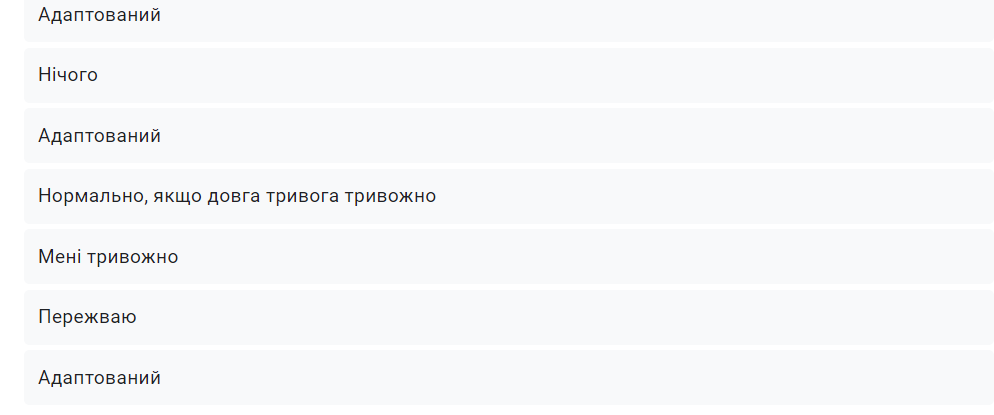 Адаптований
Нічого
Адаптований
Нормально, якщо довга тривога тривожно
Мені тривожно
Пережваю
Адаптований